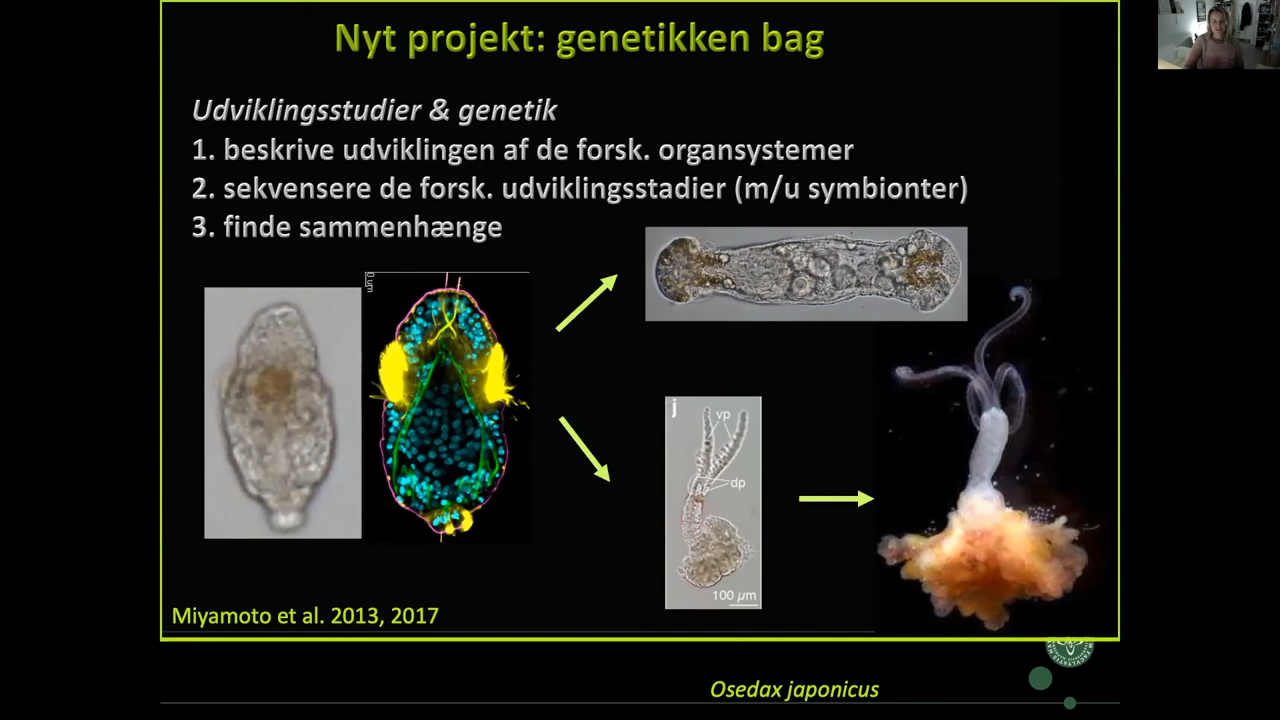 Nyt projekt: genetikken bag
Udviklingsstudier & genetik
1. beskrive udviklingen af de forsk. organsystemer
2. sekvensere de forsk. udviklingsstadier (m/u symbionter)
3. finde sammenhænge
j
vp
dp
100 µm
Miyamoto et al. 2013, 2017
Osedax japonicus